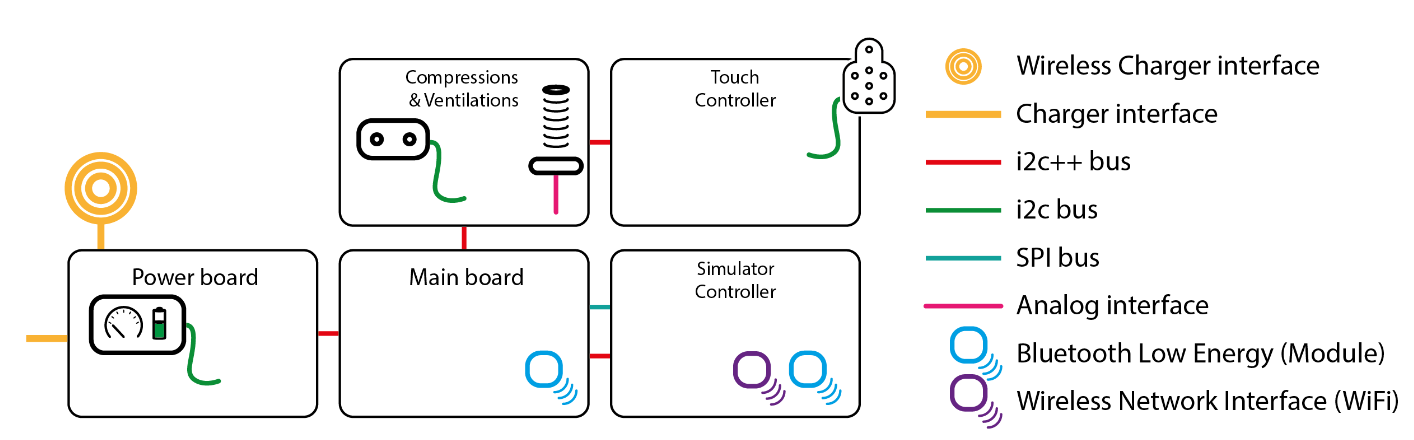 Compressions
& Ventilations
Touch
Controller
Power board
Main board
Simulator
Controller
Wireless Charger interface
Charger interface
i2c++ bus
i2c bus
SPI bus
Analog interface
Bluetooth Low Energy (Module)
Wireless Network Interface (WiFi)